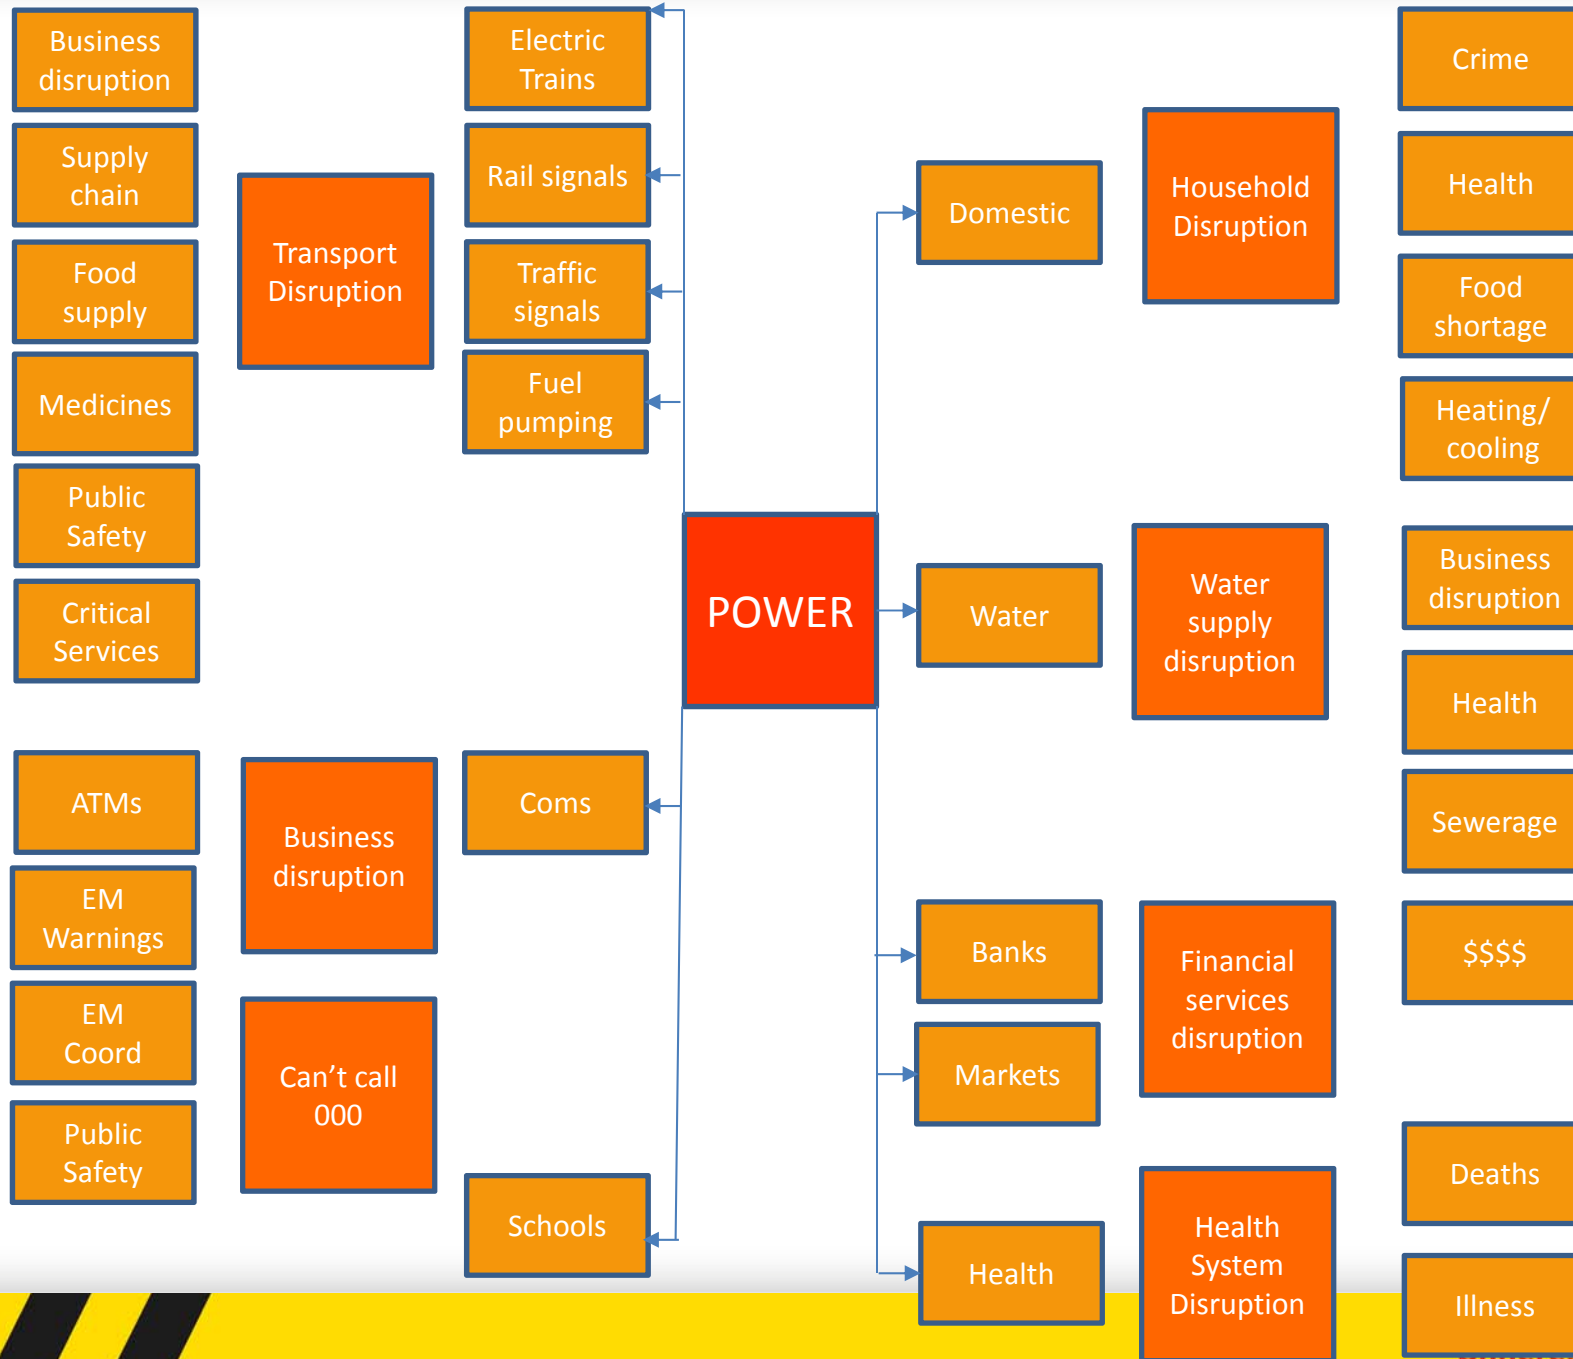 Business
disruption
Supply
chain
Food
supply
Medicines
Public
Safety
Critical
Services
Transport
Disruption
Electric
Trains
Rail signals
Traffic
signals
Fuel
pumping
ATMs
EM
Warnings
EM
Coord
Public
Safety
Business
disruption
Can’t call
000
Coms
Schools
POWER
Domestic
Household
Disruption
Crime
Health
Food
shortage
Heating/
cooling
Water
Water
supply
disruption
Business
disruption
Health
Sewerage
Banks
Markets
Financial
services
disruption
$$$$
Health
Health
System
Disruption
Deaths
Illness